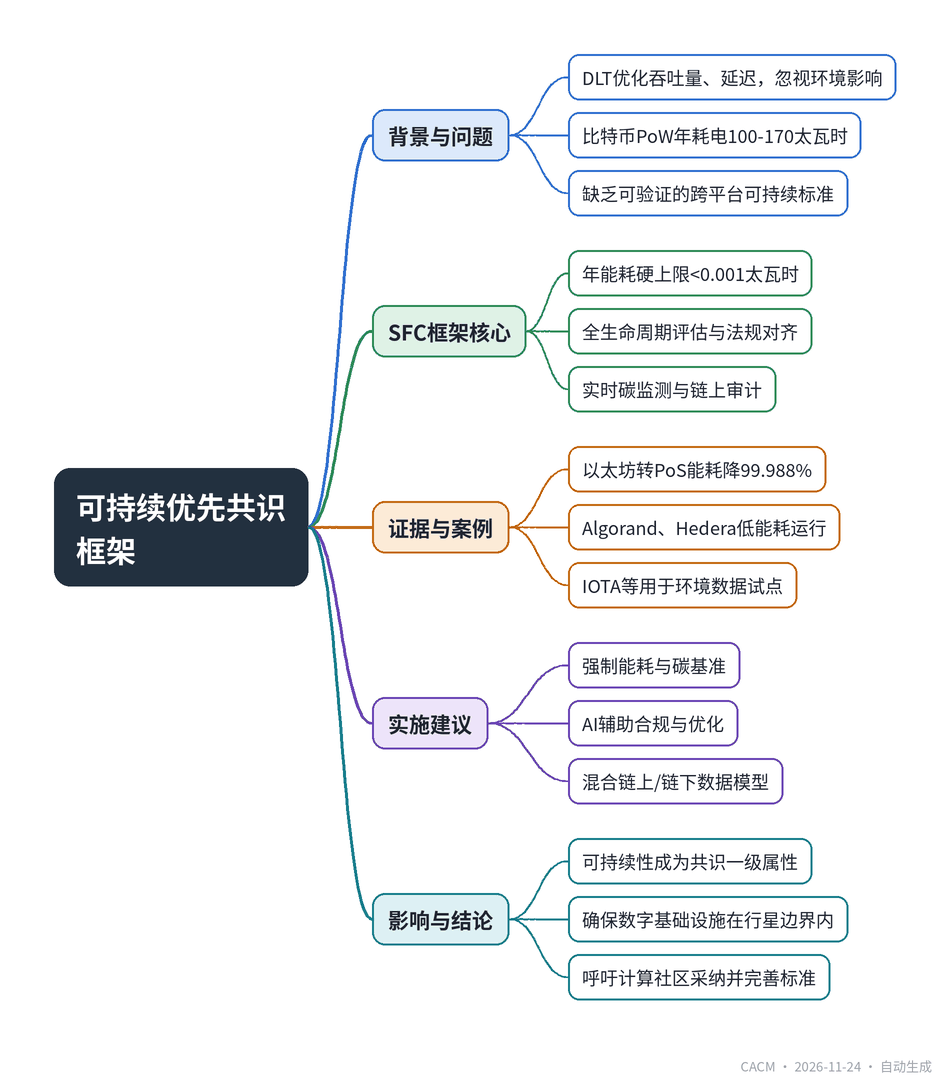 DLT优化吞吐量、延迟，忽视环境影响
背景与问题
比特币PoW年耗电100-170太瓦时
缺乏可验证的跨平台可持续标准
年能耗硬上限<0.001太瓦时
SFC框架核心
全生命周期评估与法规对齐
实时碳监测与链上审计
可持续优先共识
框架
以太坊转PoS能耗降99.988%
证据与案例
Algorand、Hedera低能耗运行
IOTA等用于环境数据试点
强制能耗与碳基准
实施建议
AI辅助合规与优化
混合链上/链下数据模型
可持续性成为共识一级属性
影响与结论
确保数字基础设施在行星边界内
呼吁计算社区采纳并完善标准
CACM · 2026-11-24 · 自动生成